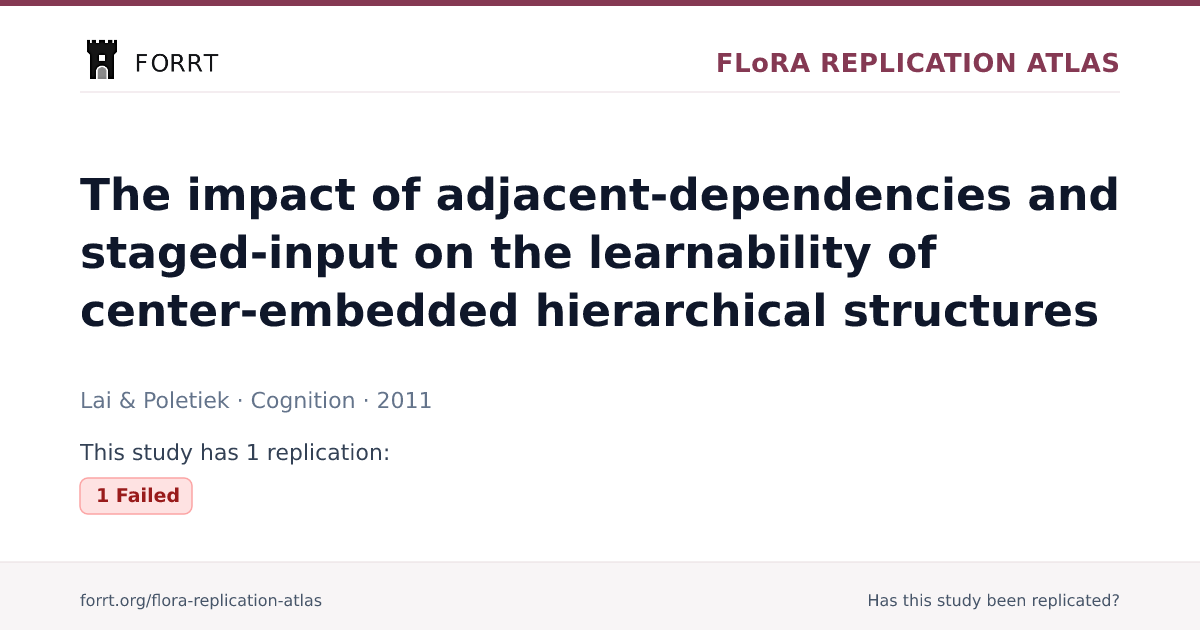 FORRT
FLoRA REPLICATION ATLAS
The impact of adjacent-dependencies and
staged-input on the learnability of
center-embedded hierarchical structures
Lai & Poletiek · Cognition · 2011
This study has 1 replication:
1 Failed
forrt.org/flora-replication-atlas
Has this study been replicated?